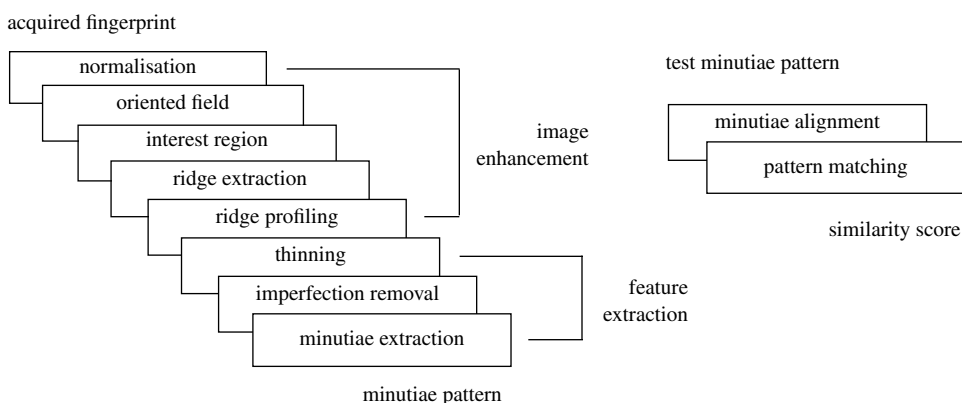 acquired fingerprint
normalisation
oriented field
interest region
ridge extraction
ridge profiling
thinning
imperfection removal
minutiae extraction
minutiae pattern
image
enhancement
feature
extraction
test minutiae pattern
minutiae alignment
pattern matching
similarity score